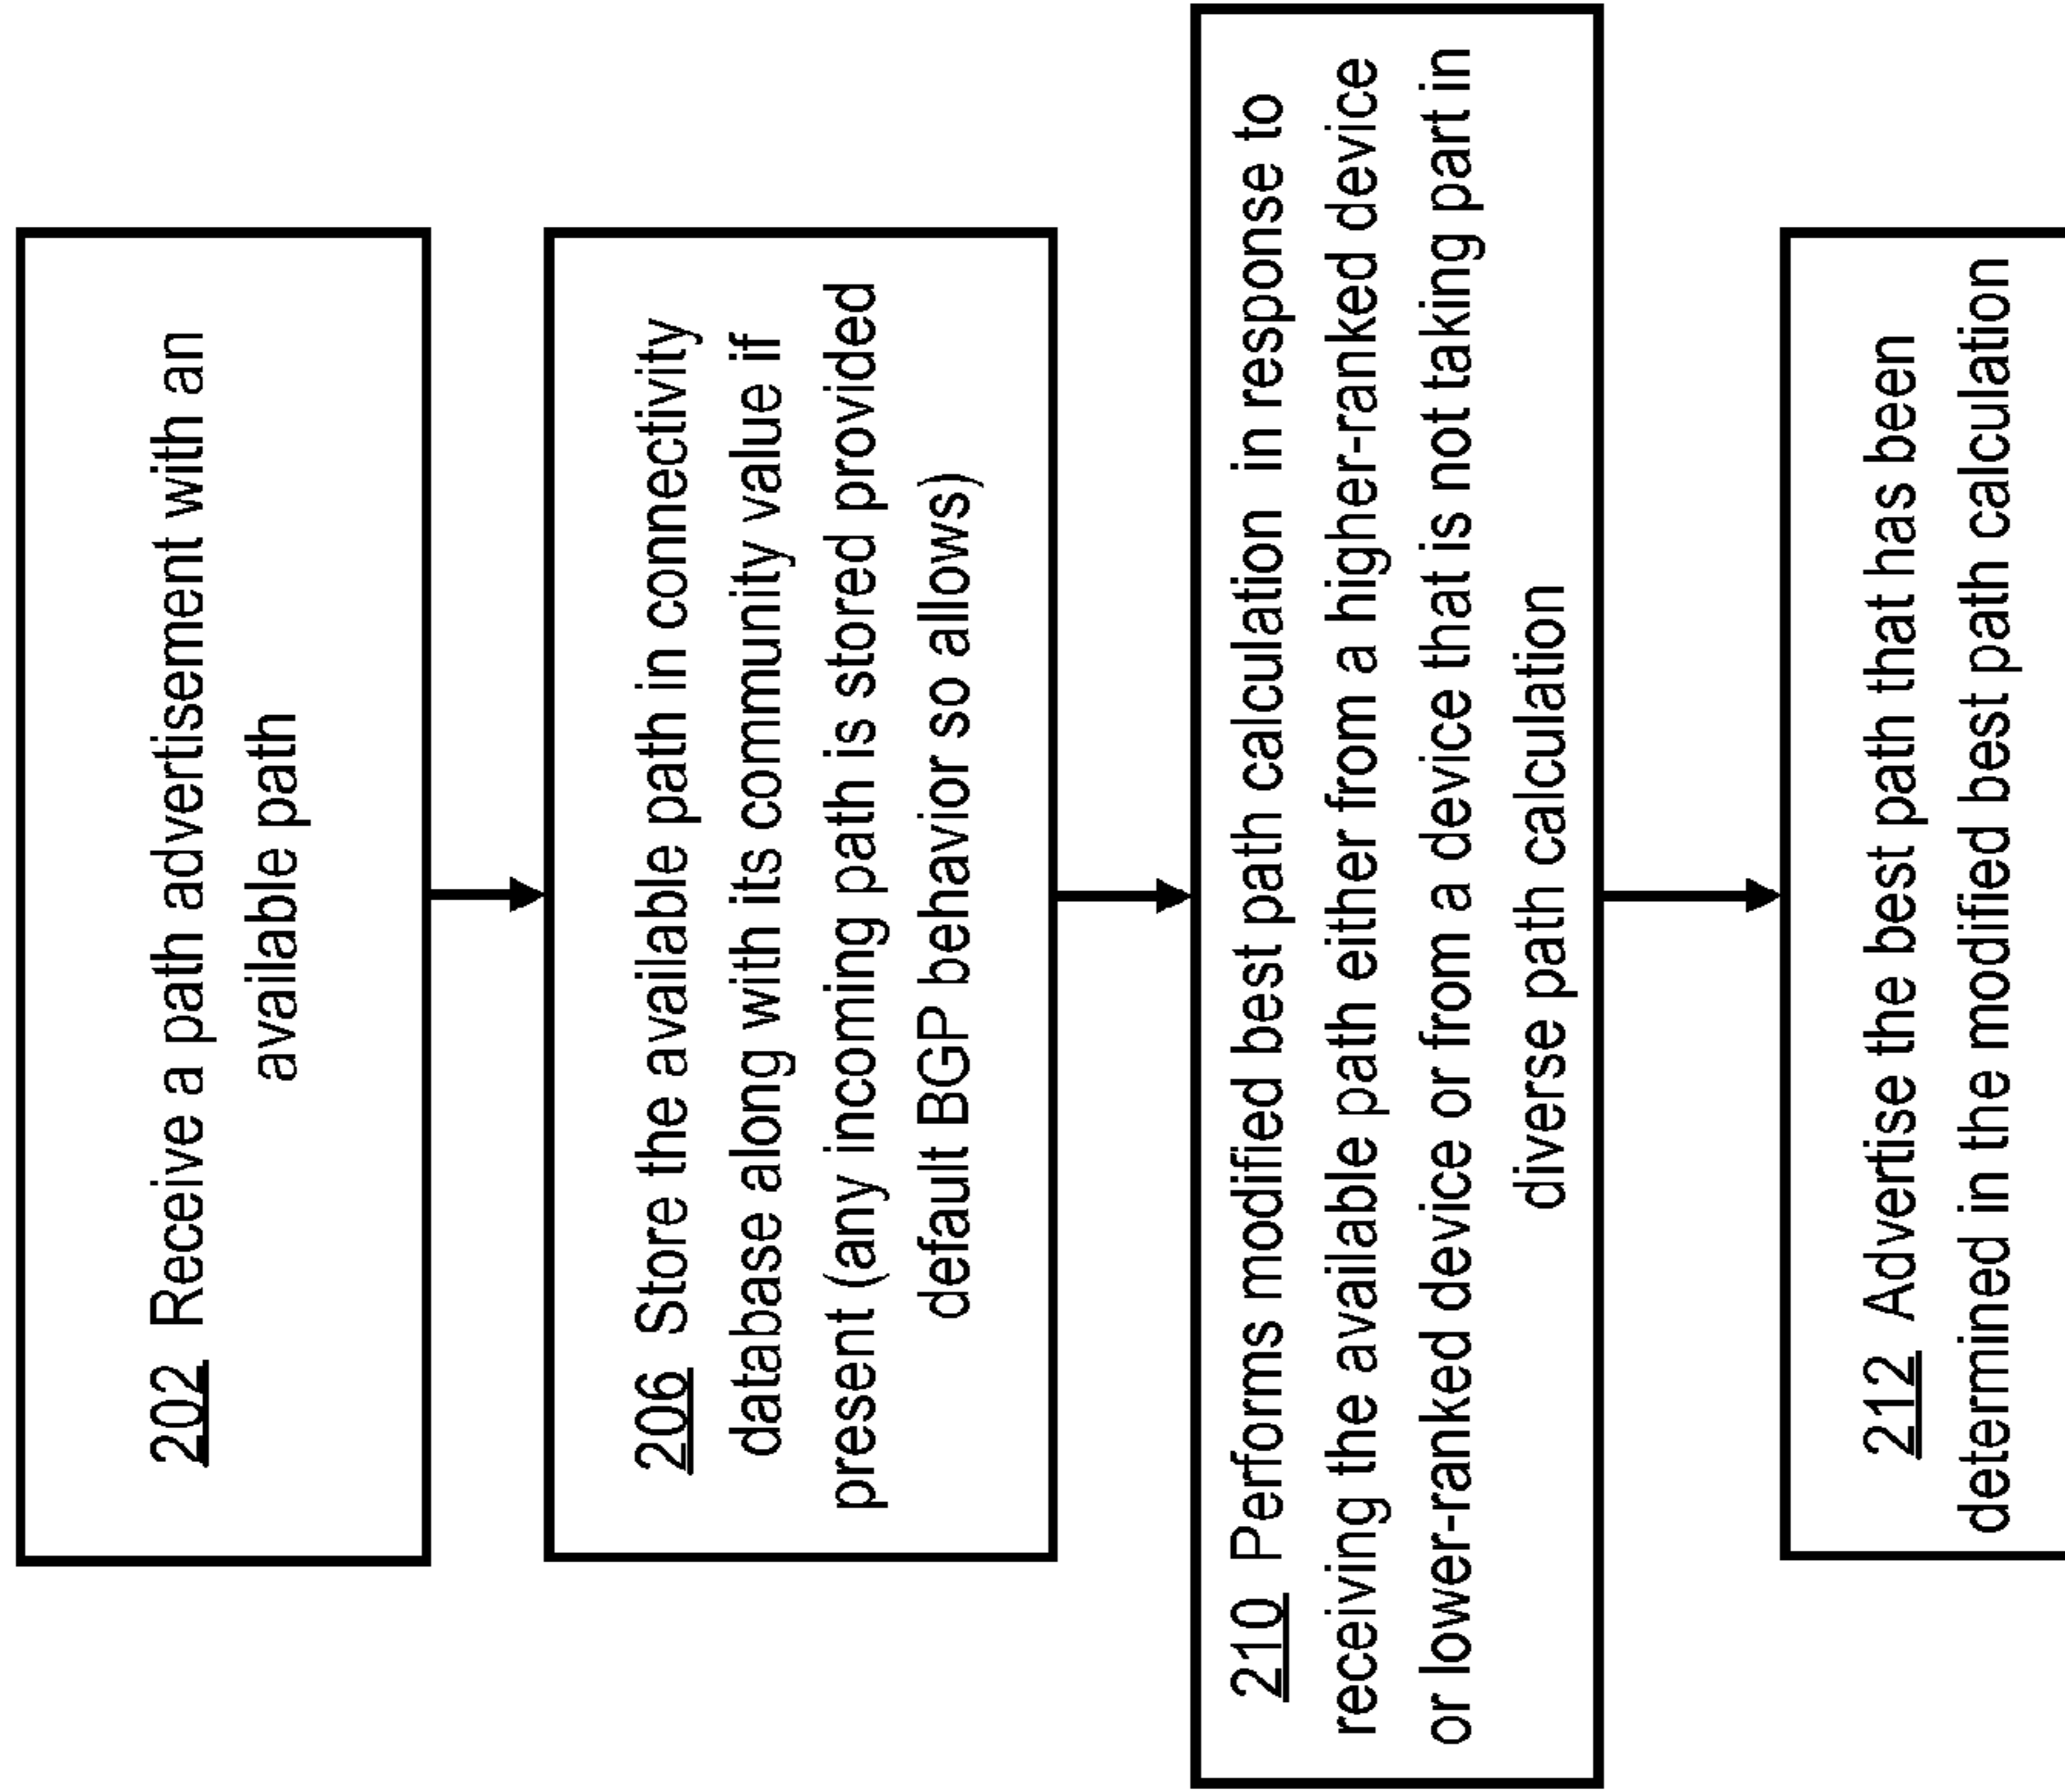 202 Receive a path advertisement with an
available path
206 Store the available path in connectivity
database along with its community value if
present (any incoming path is stored provided
default BGP behavior so allows)
210 Performs modified best path calculation in response to
receiving the available path either from a higher-ranked device
or lower-ranked device or from a device that is not taking part in
diverse path calculation
212 Advertise the best path that has been
determined in the modified best path calculation